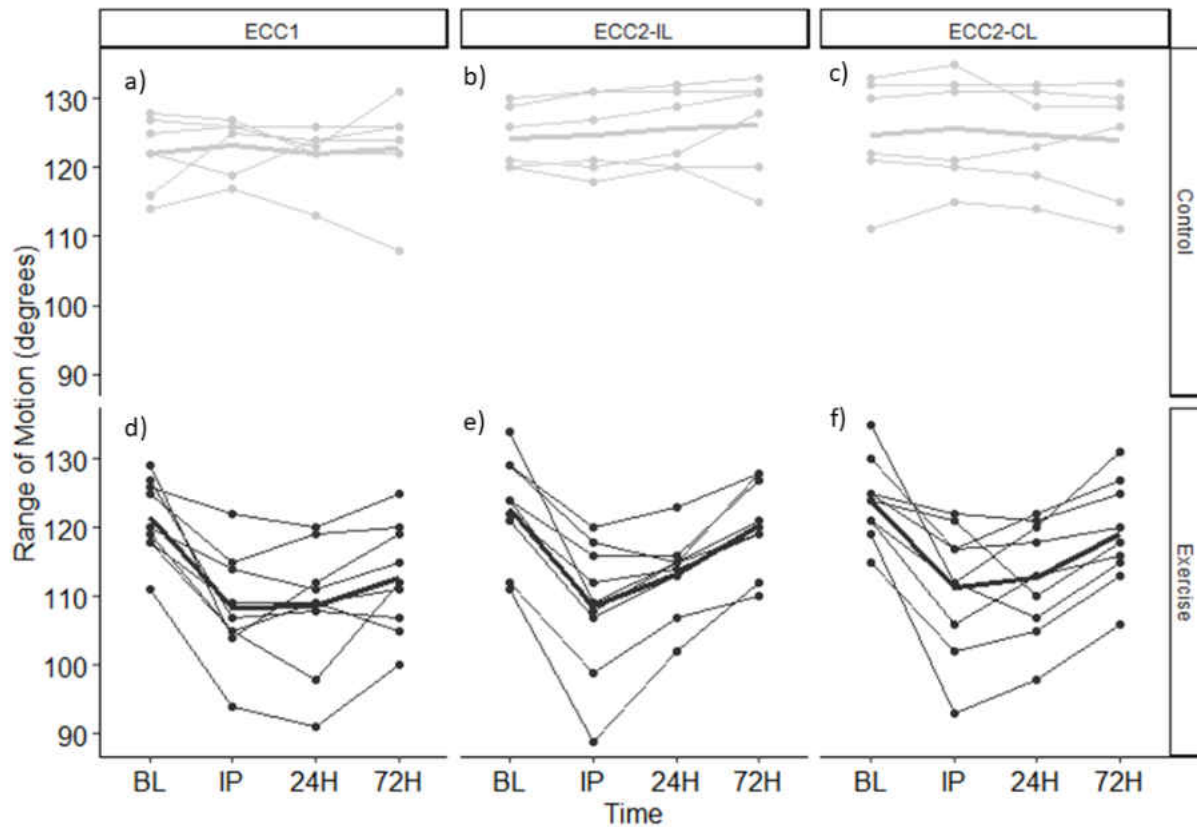 ECC1 ECC2-IL ECC2-CL
a) b) c)
130
120
110
100
90
Control
Range of Motion (degrees)
d) e) f)
130
120
110
100
90
Exercise
BL IP 24H 72H BL IP 24H 72H BL IP 24H 72H
Time